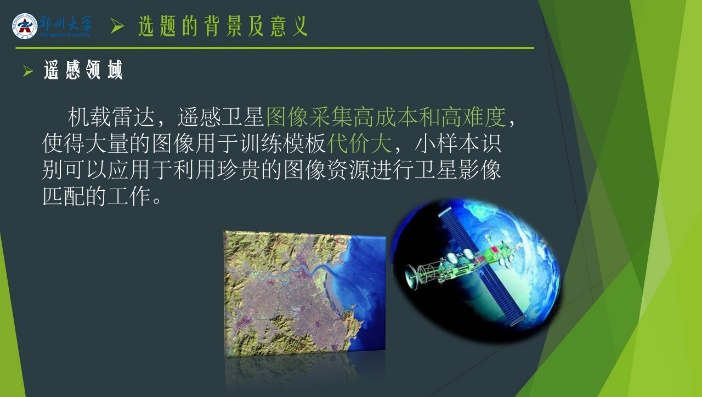 郑州大学
➢ 选题的背景及意义
➢ 遥感领域
机载雷达，遥感卫星图像采集高成本和高难度，
使得大量的图像用于训练模板代价大，小样本识
别可以应用于利用珍贵的图像资源进行卫星影像
匹配的工作。